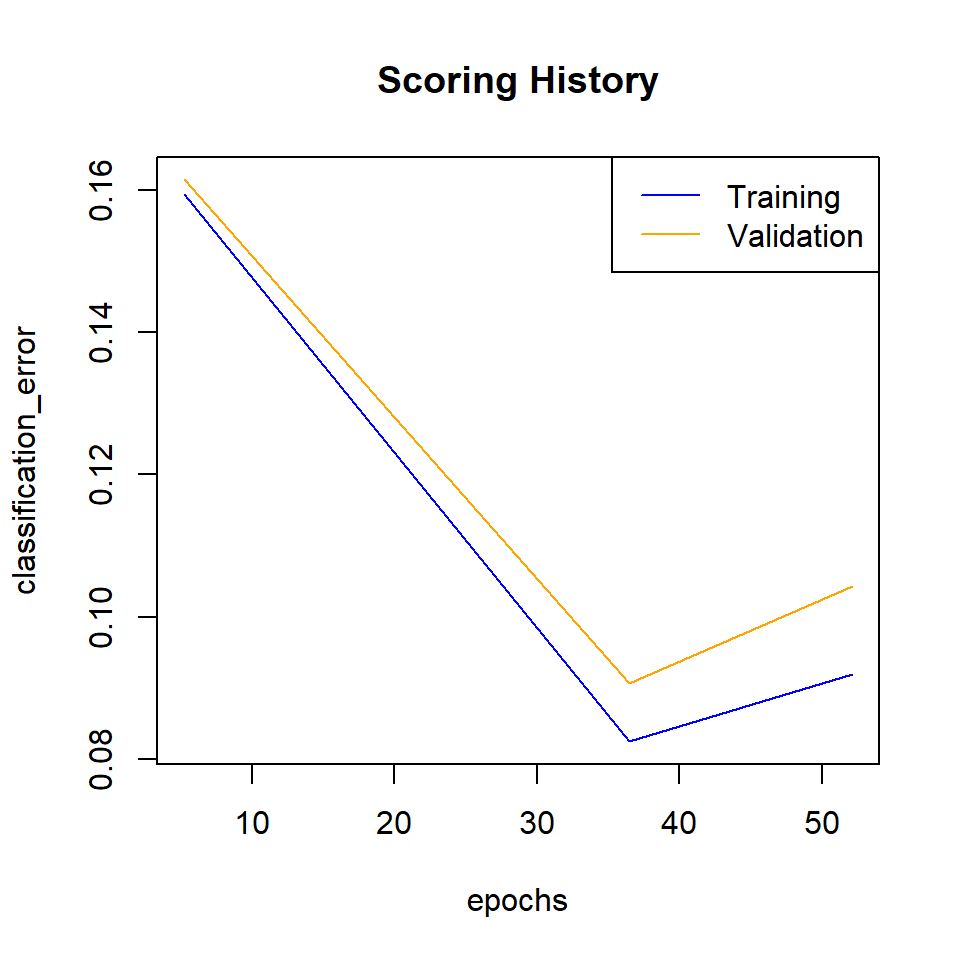 Scoring History
Training
Validation
classification_error
0.16
0.14
0.12
0.10
0.08
10 20 30 40 50
epochs